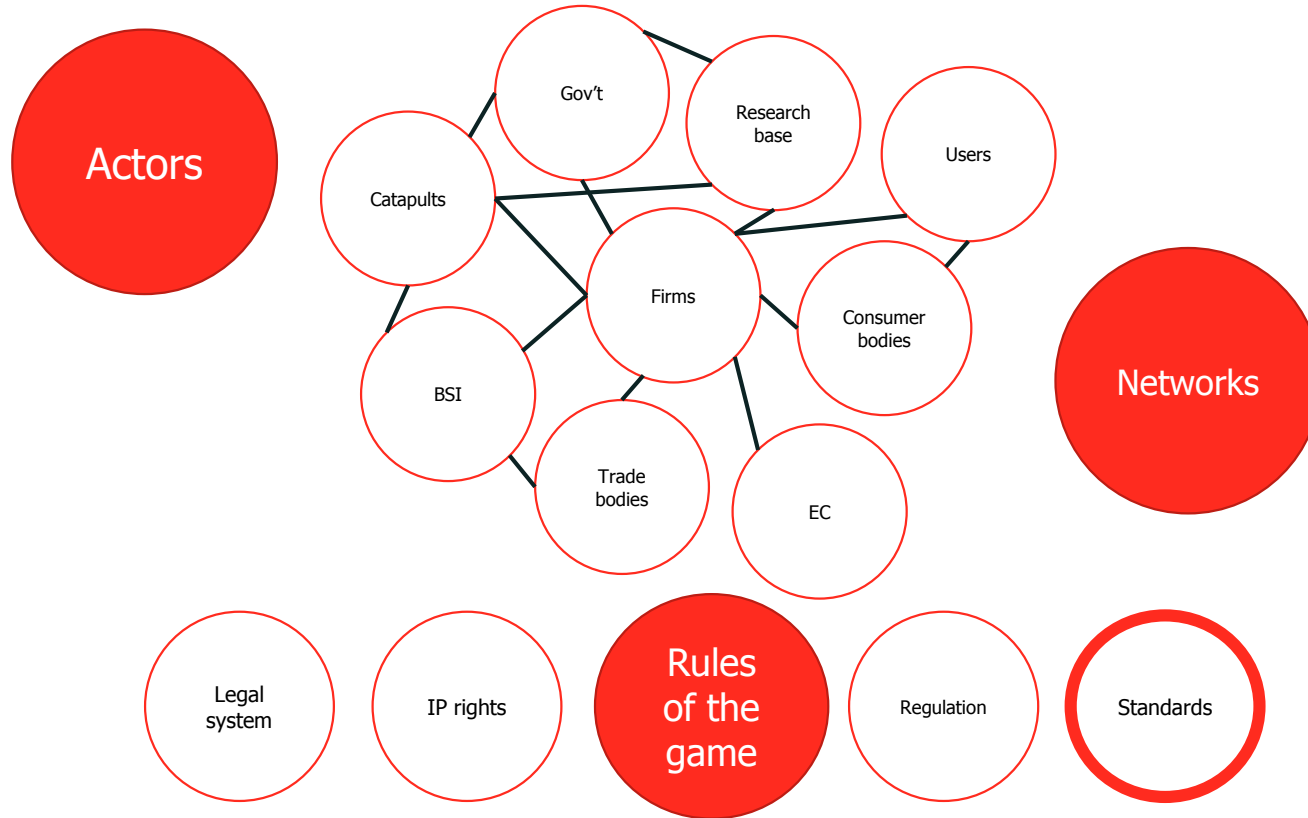 Actors
Gov't
Research
base
Users
Catapults
Firms
Consumer
bodies
Networks
BSI
Trade
bodies
EC
Legal
system
IP rights
Rules
of the
game
Regulation
Standards